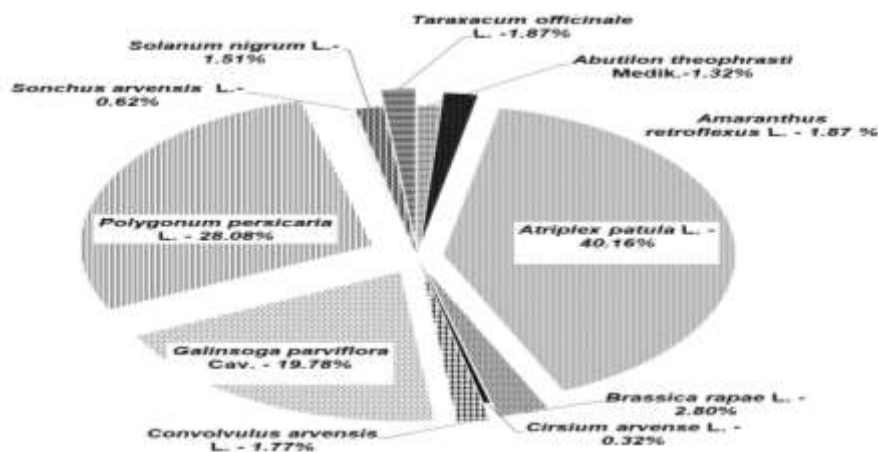 Taraxacum officinale
L. -1.87%
Solanum nigrum L.-
1.51%
Abutilon theophrasti
Medik.-1.32%
Sonchus arvensis L.-
0.62%
Amaranthus
retroflexus L. - 1.87 %
Polygonum persicaria
L. - 28.08%
Atriplex patula L. -
40.16%
Galinsoga parviflora
Cav. - 19.78%
Brassica rapae L. -
2.80%
Cirsium arvense L. -
0.32%
Convolvulus arvensis
L. - 1.77%